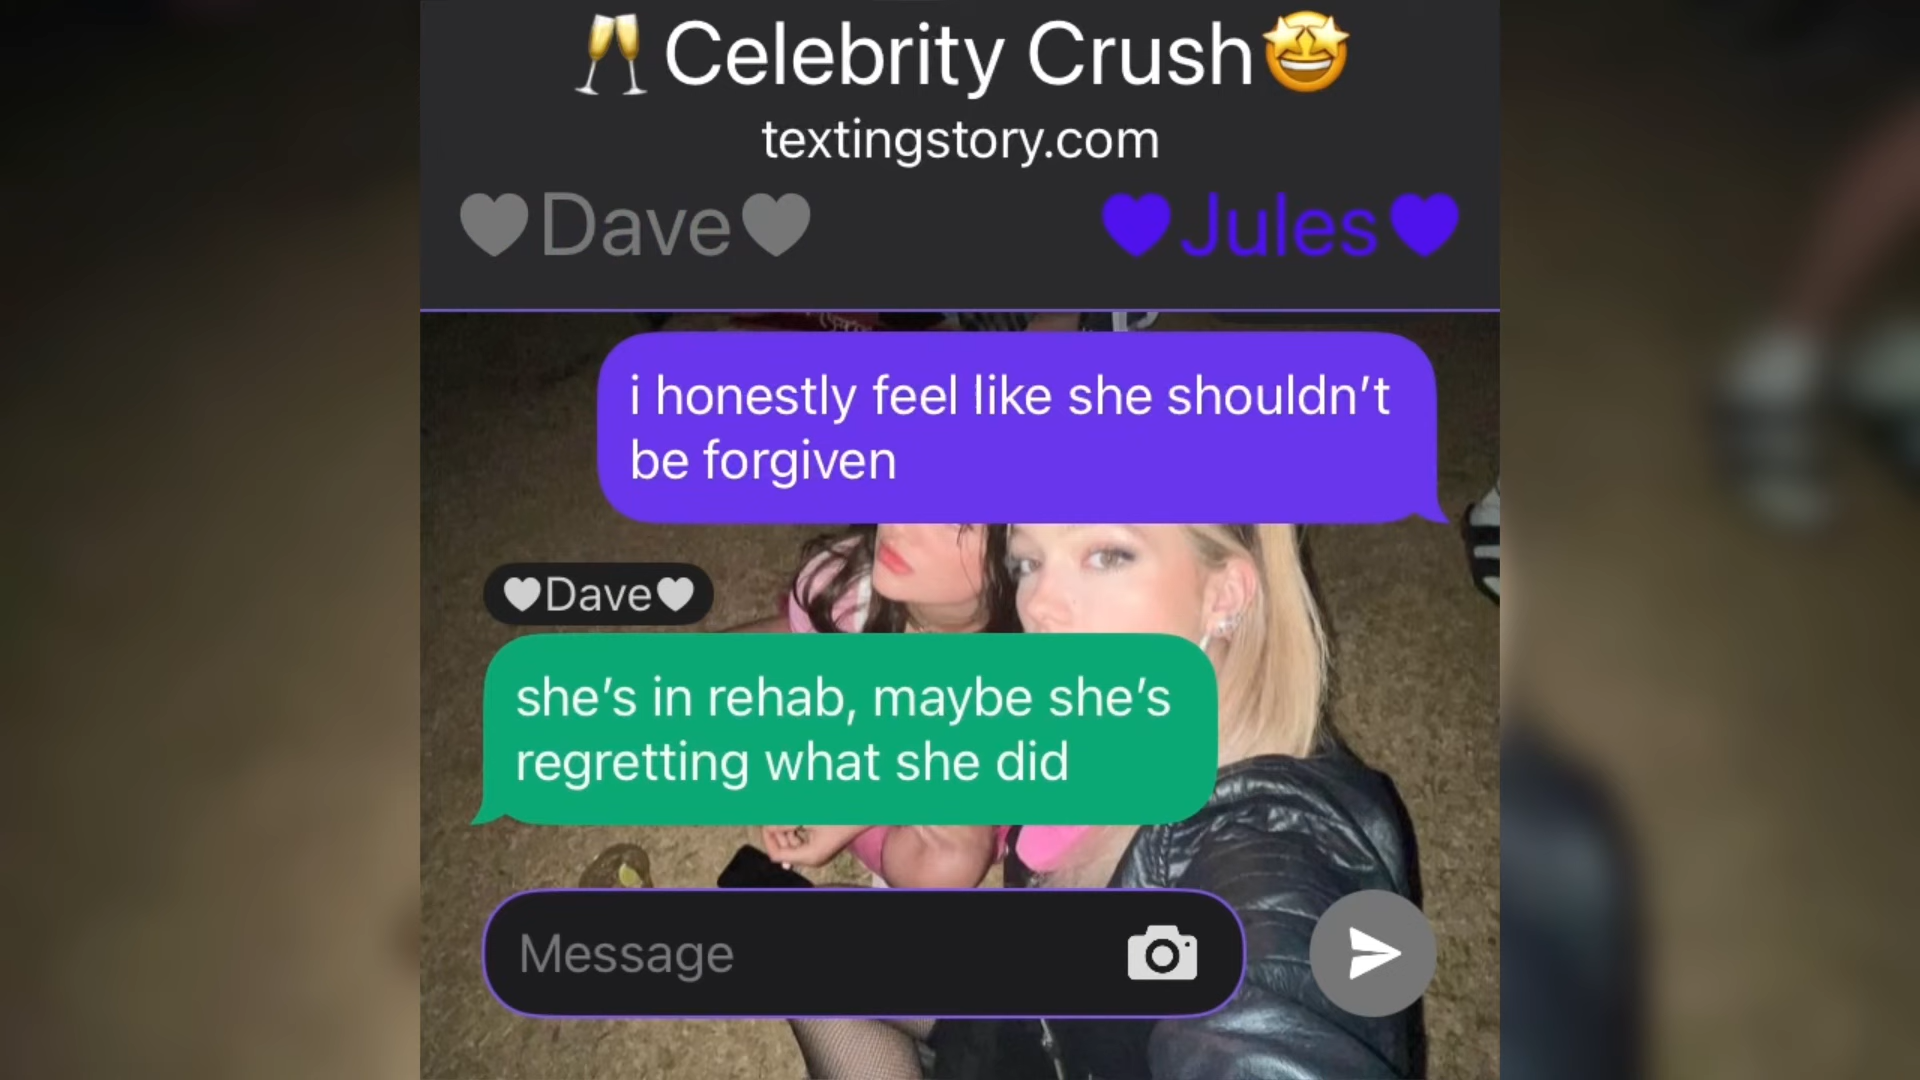 🥂Celebrity Crush🤩
textingstory.com
🤍Dave🤍
💜Jules💜
i honestly feel like she shouldn’t
be forgiven
🤍Dave🤍
she’s in rehab, maybe she’s
regretting what she did
Message